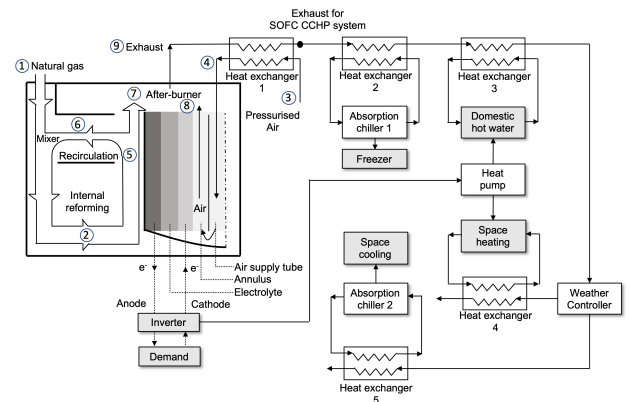 Exhaust for
SOFC CCHP system
⑨ Exhaust
① Natural gas
④
Heat exchanger
1
Heat exchanger
2
Heat exchanger
3
⑦ After-burner
⑧
③
Pressurised
Air
⑥
Mixer
Recirculation ⑤
Absorption
chiller 1
Domestic
hot water
Freezer
Internal
reforming
Air
Heat
pump
②
Space
cooling
Space
heating
e-
e-
Air supply tube
Annulus
Electrolyte
Anode
Cathode
Absorption
chiller 2
Heat exchanger
4
Weather
Controller
Inverter
Demand
Heat exchanger
5